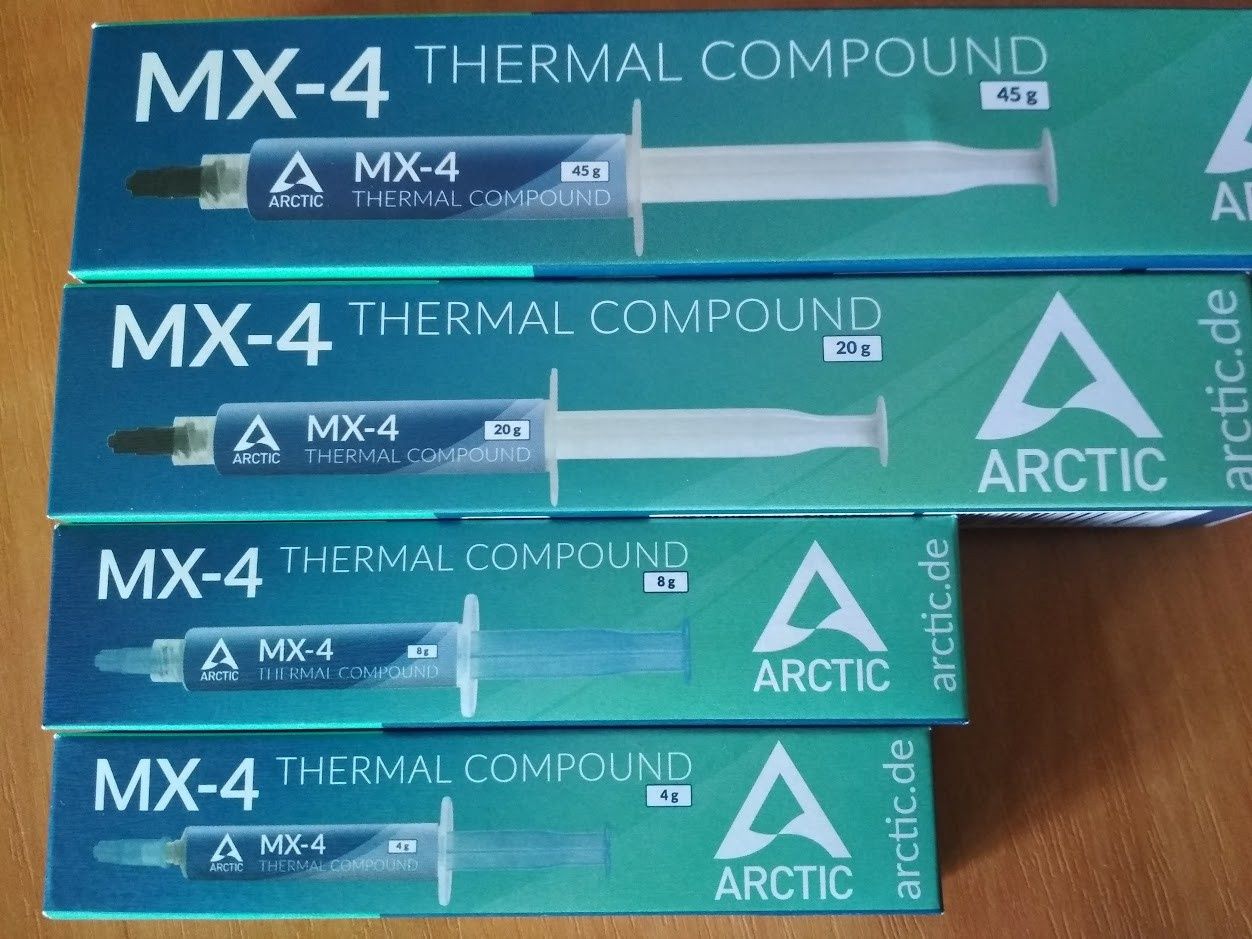 MX-4 THERMAL COMPOUND
45 g
ARCTIC
MX-4
45 g
THERMAL COMPOUND
MX-4 THERMAL COMPOUND
20 g
ARCTIC
MX-4
20 g
THERMAL COMPOUND
ARCTIC
arctic.de
MX-4 THERMAL COMPOUND
8 g
ARCTIC
MX-4
8 g
THERMAL COMPOUND
ARCTIC
arctic.de
MX-4 THERMAL COMPOUND
4 g
ARCTIC
MX-4
4 g
THERMAL COMPOUND
ARCTIC
arctic.de